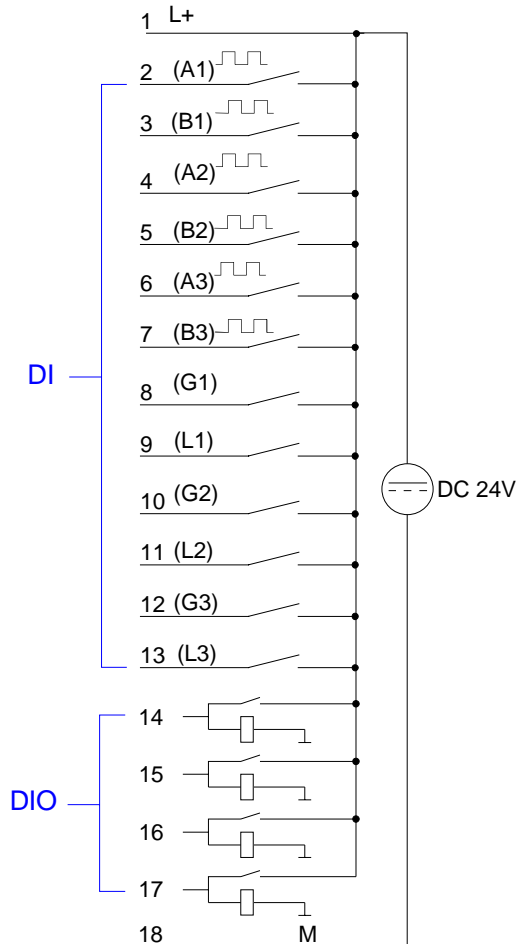 1 L+
2 (A1)
3 (B1)
4 (A2)
5 (B2)
6 (A3)
7 (B3)
DI
8 (G1)
9 (L1)
DC 24V
10 (G2)
11 (L2)
12 (G3)
13 (L3)
14
15
DIO
16
17
18 M